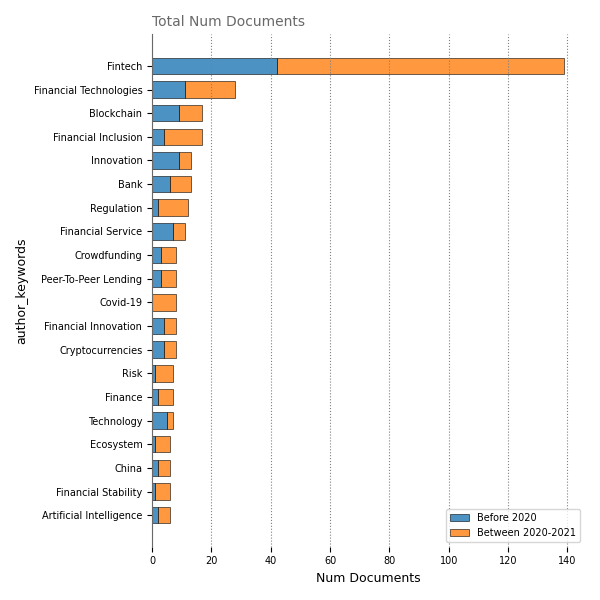 Total Num Documents
Fintech
Financial Technologies
Blockchain
Financial Inclusion
Innovation
Bank
Regulation
Financial Service
Crowdfunding
Peer-To-Peer Lending
Covid-19
Financial Innovation
Cryptocurrencies
Risk
Finance
Technology
Ecosystem
China
Financial Stability
Artificial Intelligence
author_keywords
Before 2020
Between 2020-2021
0 20 40 60 80 100 120 140
Num Documents